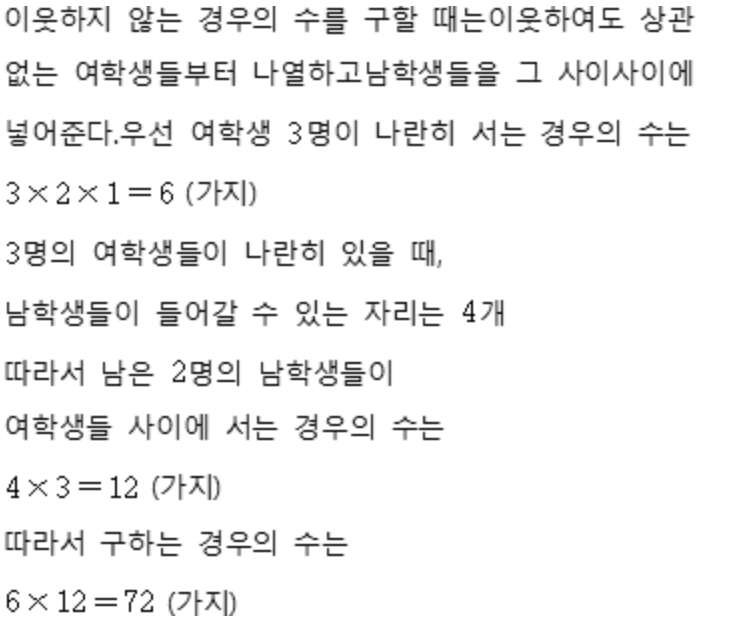 이웃하지 않는 경우의 수를 구할 때는이웃하여도 상관
없는 여학생들부터 나열하고남학생들을 그 사이사이에
넣어준다.우선 여학생 3명이 나란히 서는 경우의 수는
3×2×1=6 (가지)
3명의 여학생들이 나란히 있을 때,
남학생들이 들어갈 수 있는 자리는 4개
따라서 남은 2명의 남학생들이
여학생들 사이에 서는 경우의 수는
4×3=12 (가지)
따라서 구하는 경우의 수는
6×12=72 (가지)